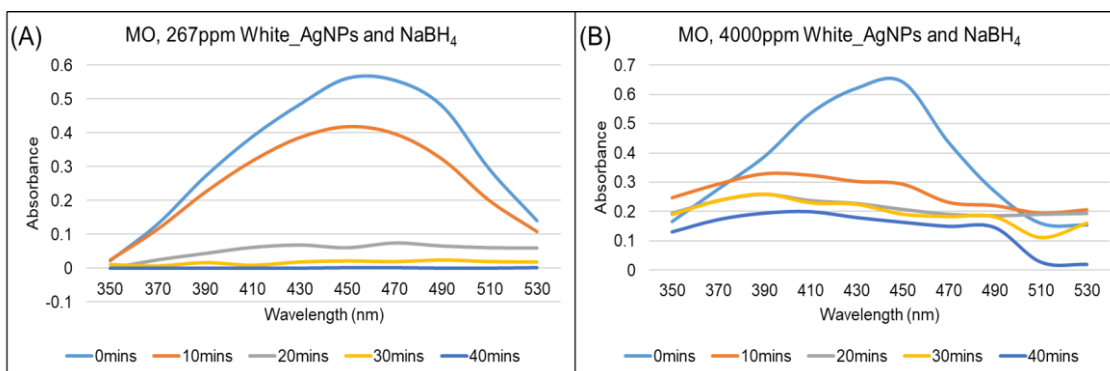 (A)
MO, 267ppm White_AgNPs and NaBH₄
0.6
0.5
0.4
0.3
0.2
0.1
0
-0.1
Absorbance
350 370 390 410 430 450 470 490 510 530
Wavelength (nm)
0mins 10mins 20mins 30mins 40mins
(B)
MO, 4000ppm White_AgNPs and NaBH₄
0.7
0.6
0.5
0.4
0.3
0.2
0.1
0
Absorbance
350 370 390 410 430 450 470 490 510 530
Wavelength (nm)
0mins 10mins 20mins 30mins 40mins